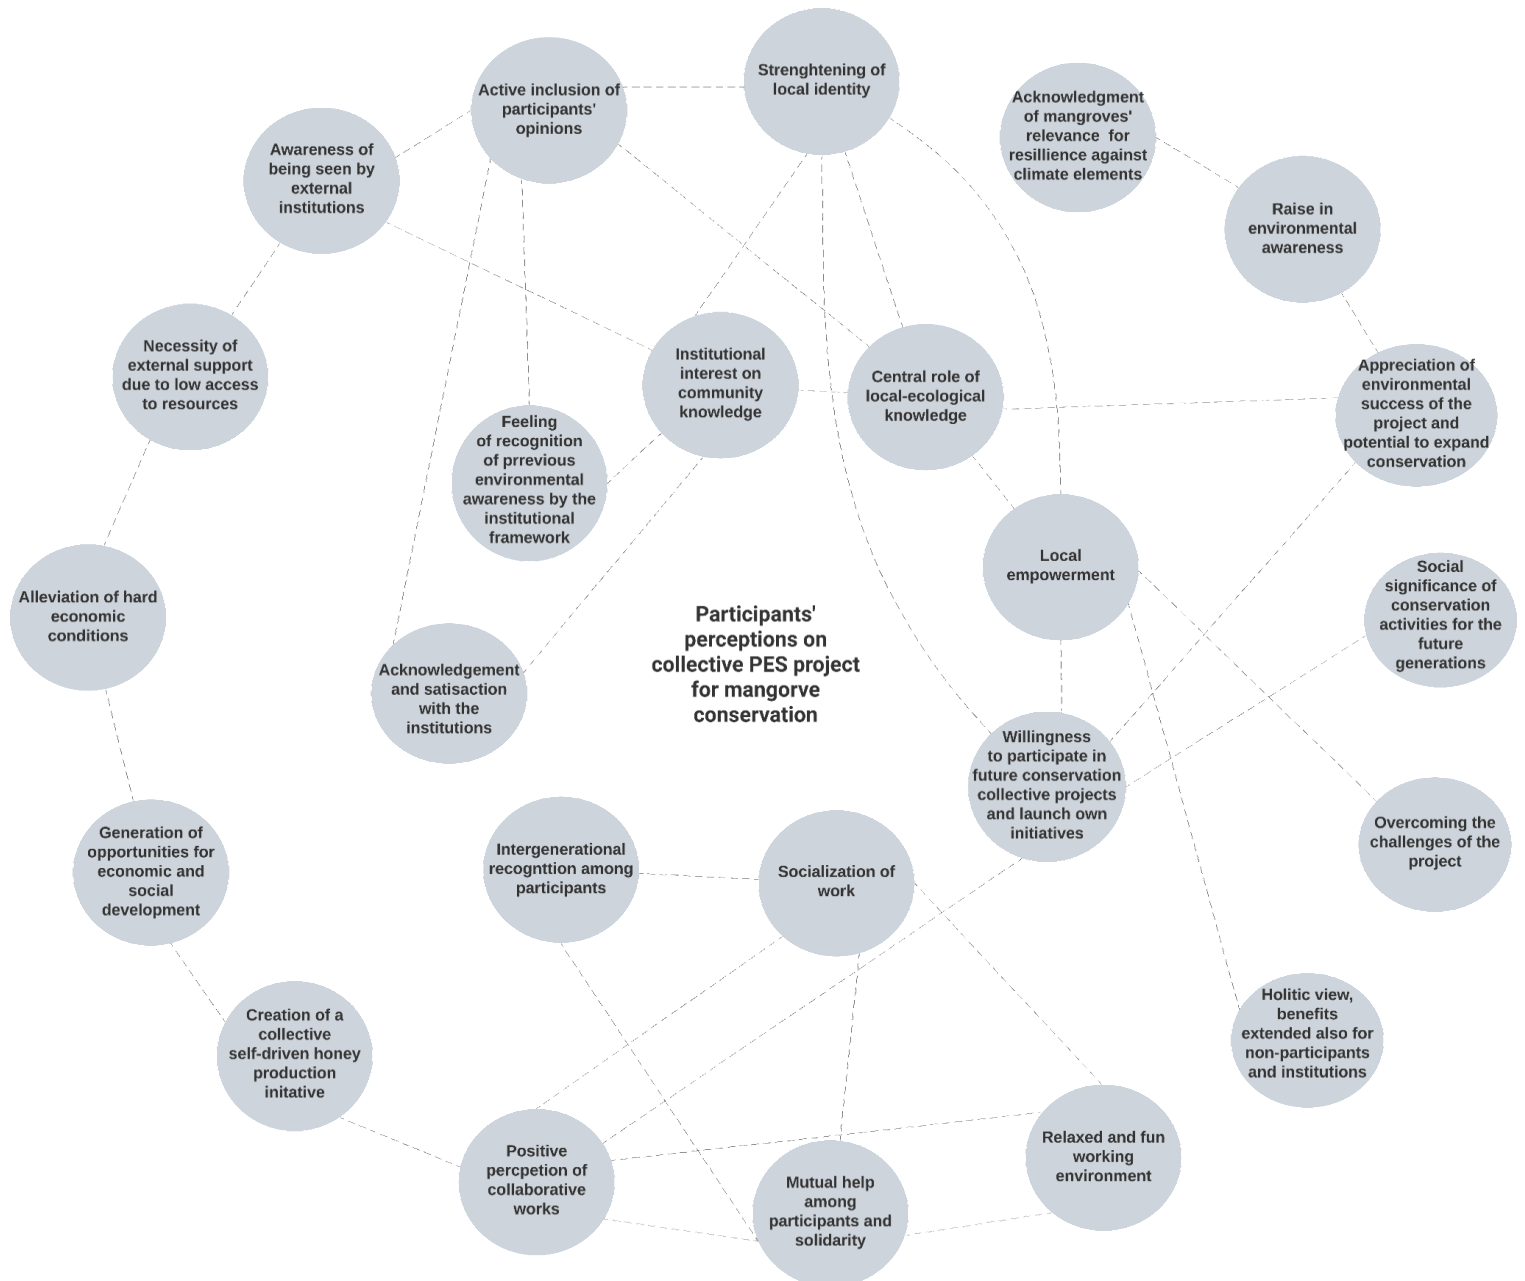 Strenghtening of
local identity
Active inclusion of
participants'
opinions
Acknowledgment
of mangroves'
relevance  for
resillience against
climate elements
Awareness of
being seen by
external
institutions
Raise in
environmental
awareness
Necessity of
external support
due to low access
to resources
Institutional
interest on
community
knowledge
Central role of
local-ecological
knowledge
Appreciation of
environmental
success of the
project and
potential to expand
conservation
Feeling
of recognition
of prrevious
environmental
awareness by the
institutional
framework
Local
empowerment
Social
significance of
conservation
activities for the
future
generations
Alleviation of hard
economic
conditions
Participants'
perceptions on
collective PES project
for mangorve
conservation
Acknowledgement
and satisaction
with the
institutions
Willingness
to participate in
future conservation
collective projects
and launch own
initiatives
Overcoming the
challenges of the
project
Generation of
opportunities for
economic and
social
development
Intergenerational
recognttion among
participants
Socialization of
work
Creation of a
collective
self-driven honey
production
initative
Holitic view,
benefits
extended also for
non-participants
and institutions
Positive
percpetion of
collaborative
works
Mutual help
among
participants and
solidarity
Relaxed and fun
working
environment